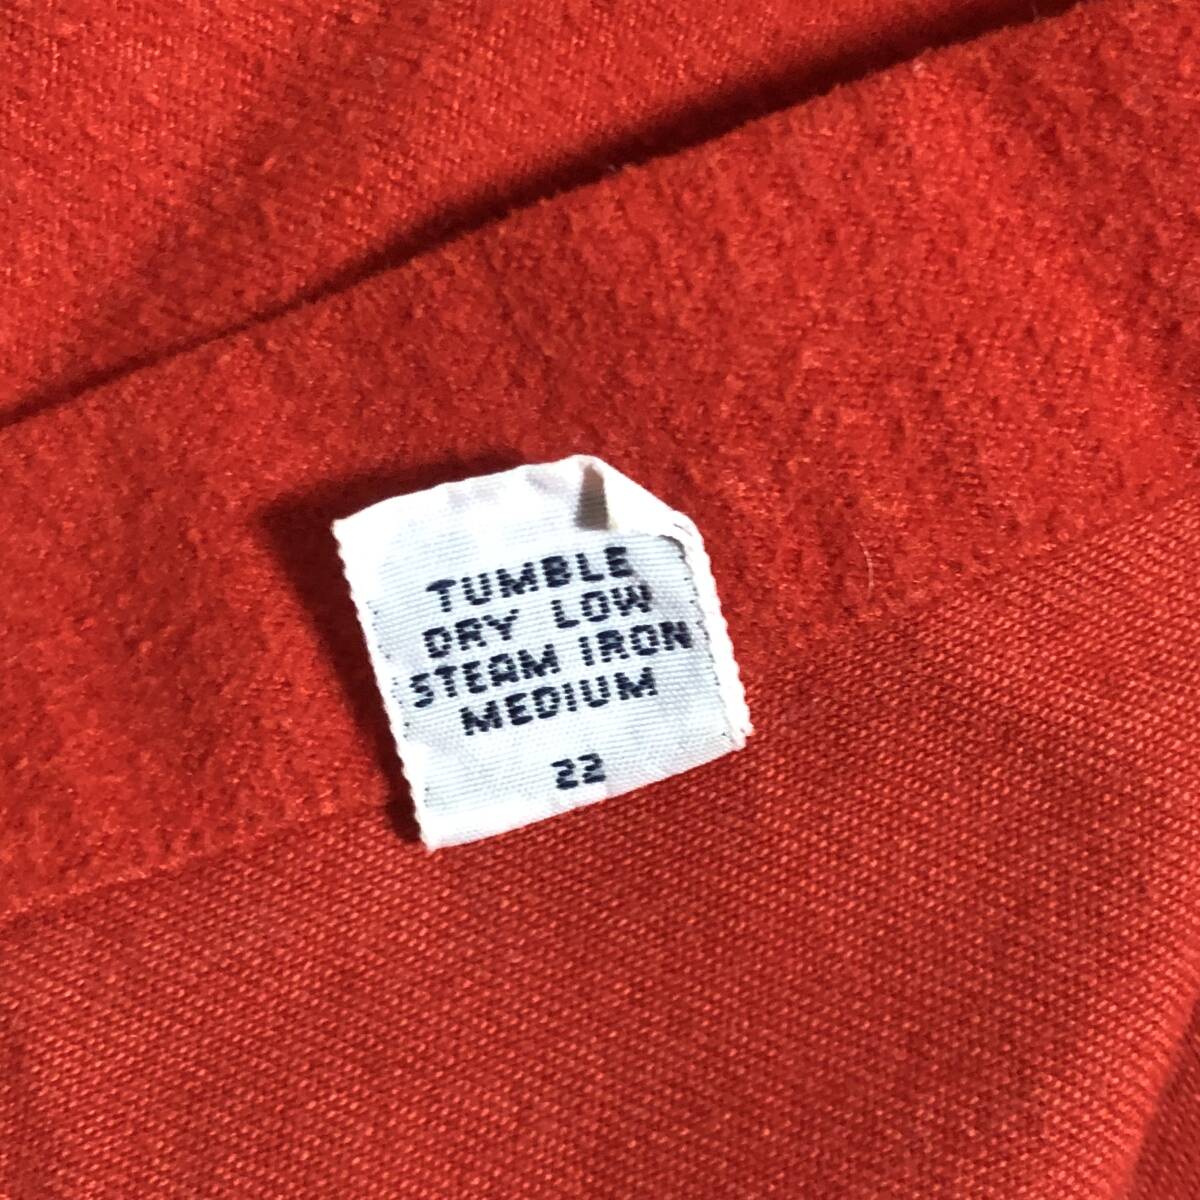 TUMBLE
DRY LOW
STEAM IRON
MEDIUM
22